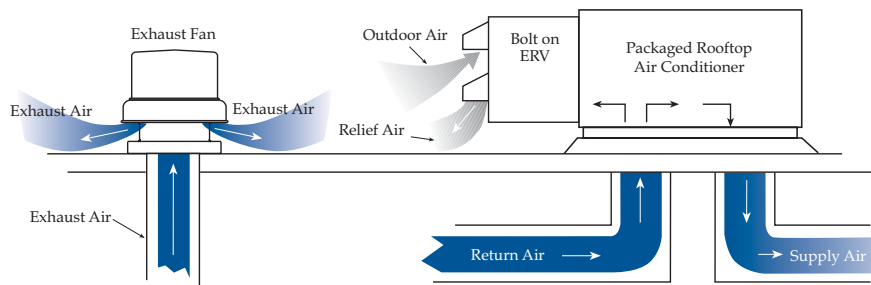 Exhaust Fan
Exhaust Air
Exhaust Air
Exhaust Air
Outdoor Air
Relief Air
Bolt on
ERV
Packaged Rooftop
Air Conditioner
Return Air
Supply Air